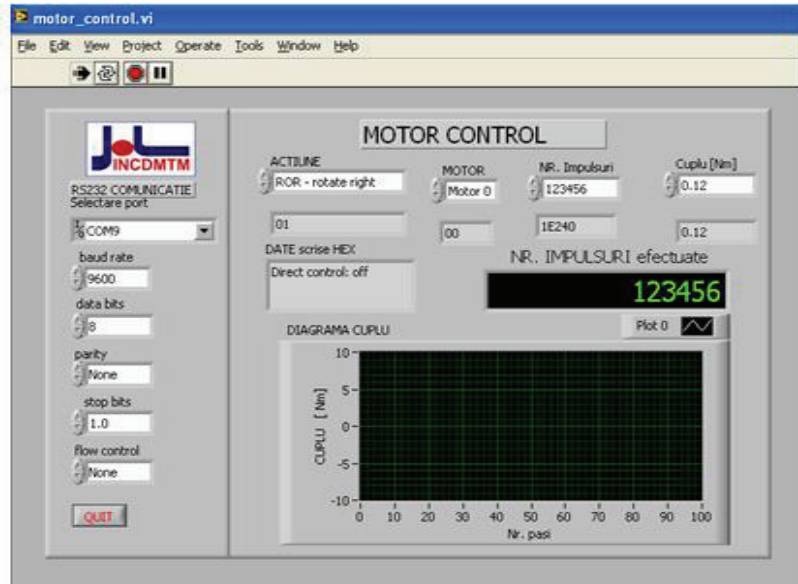 motor_control.vi
File Edit View Project Operate Tools Window Help
INCDMTM
RS232 COMUNICATIE
Selectare port
COM9
baud rate
9600
data bits
8
parity
None
stop bits
1.0
flow control
None
QUIT
MOTOR CONTROL
ACTIUNE
ROR - rotate right
01
MOTOR
Motor 0
00
NR. Impulsuri
123456
1E240
Cuplu [Nm]
0.12
0.12
DATE scrise HEX
Direct control: off
NR. IMPULSURI efectuate
123456
DIAGRAMA CUPLU
Plot 0
CUPLU [Nm]
10
5
0
-5
-10
0 10 20 30 40 50 60 70 80 90 100
Nr. pasi